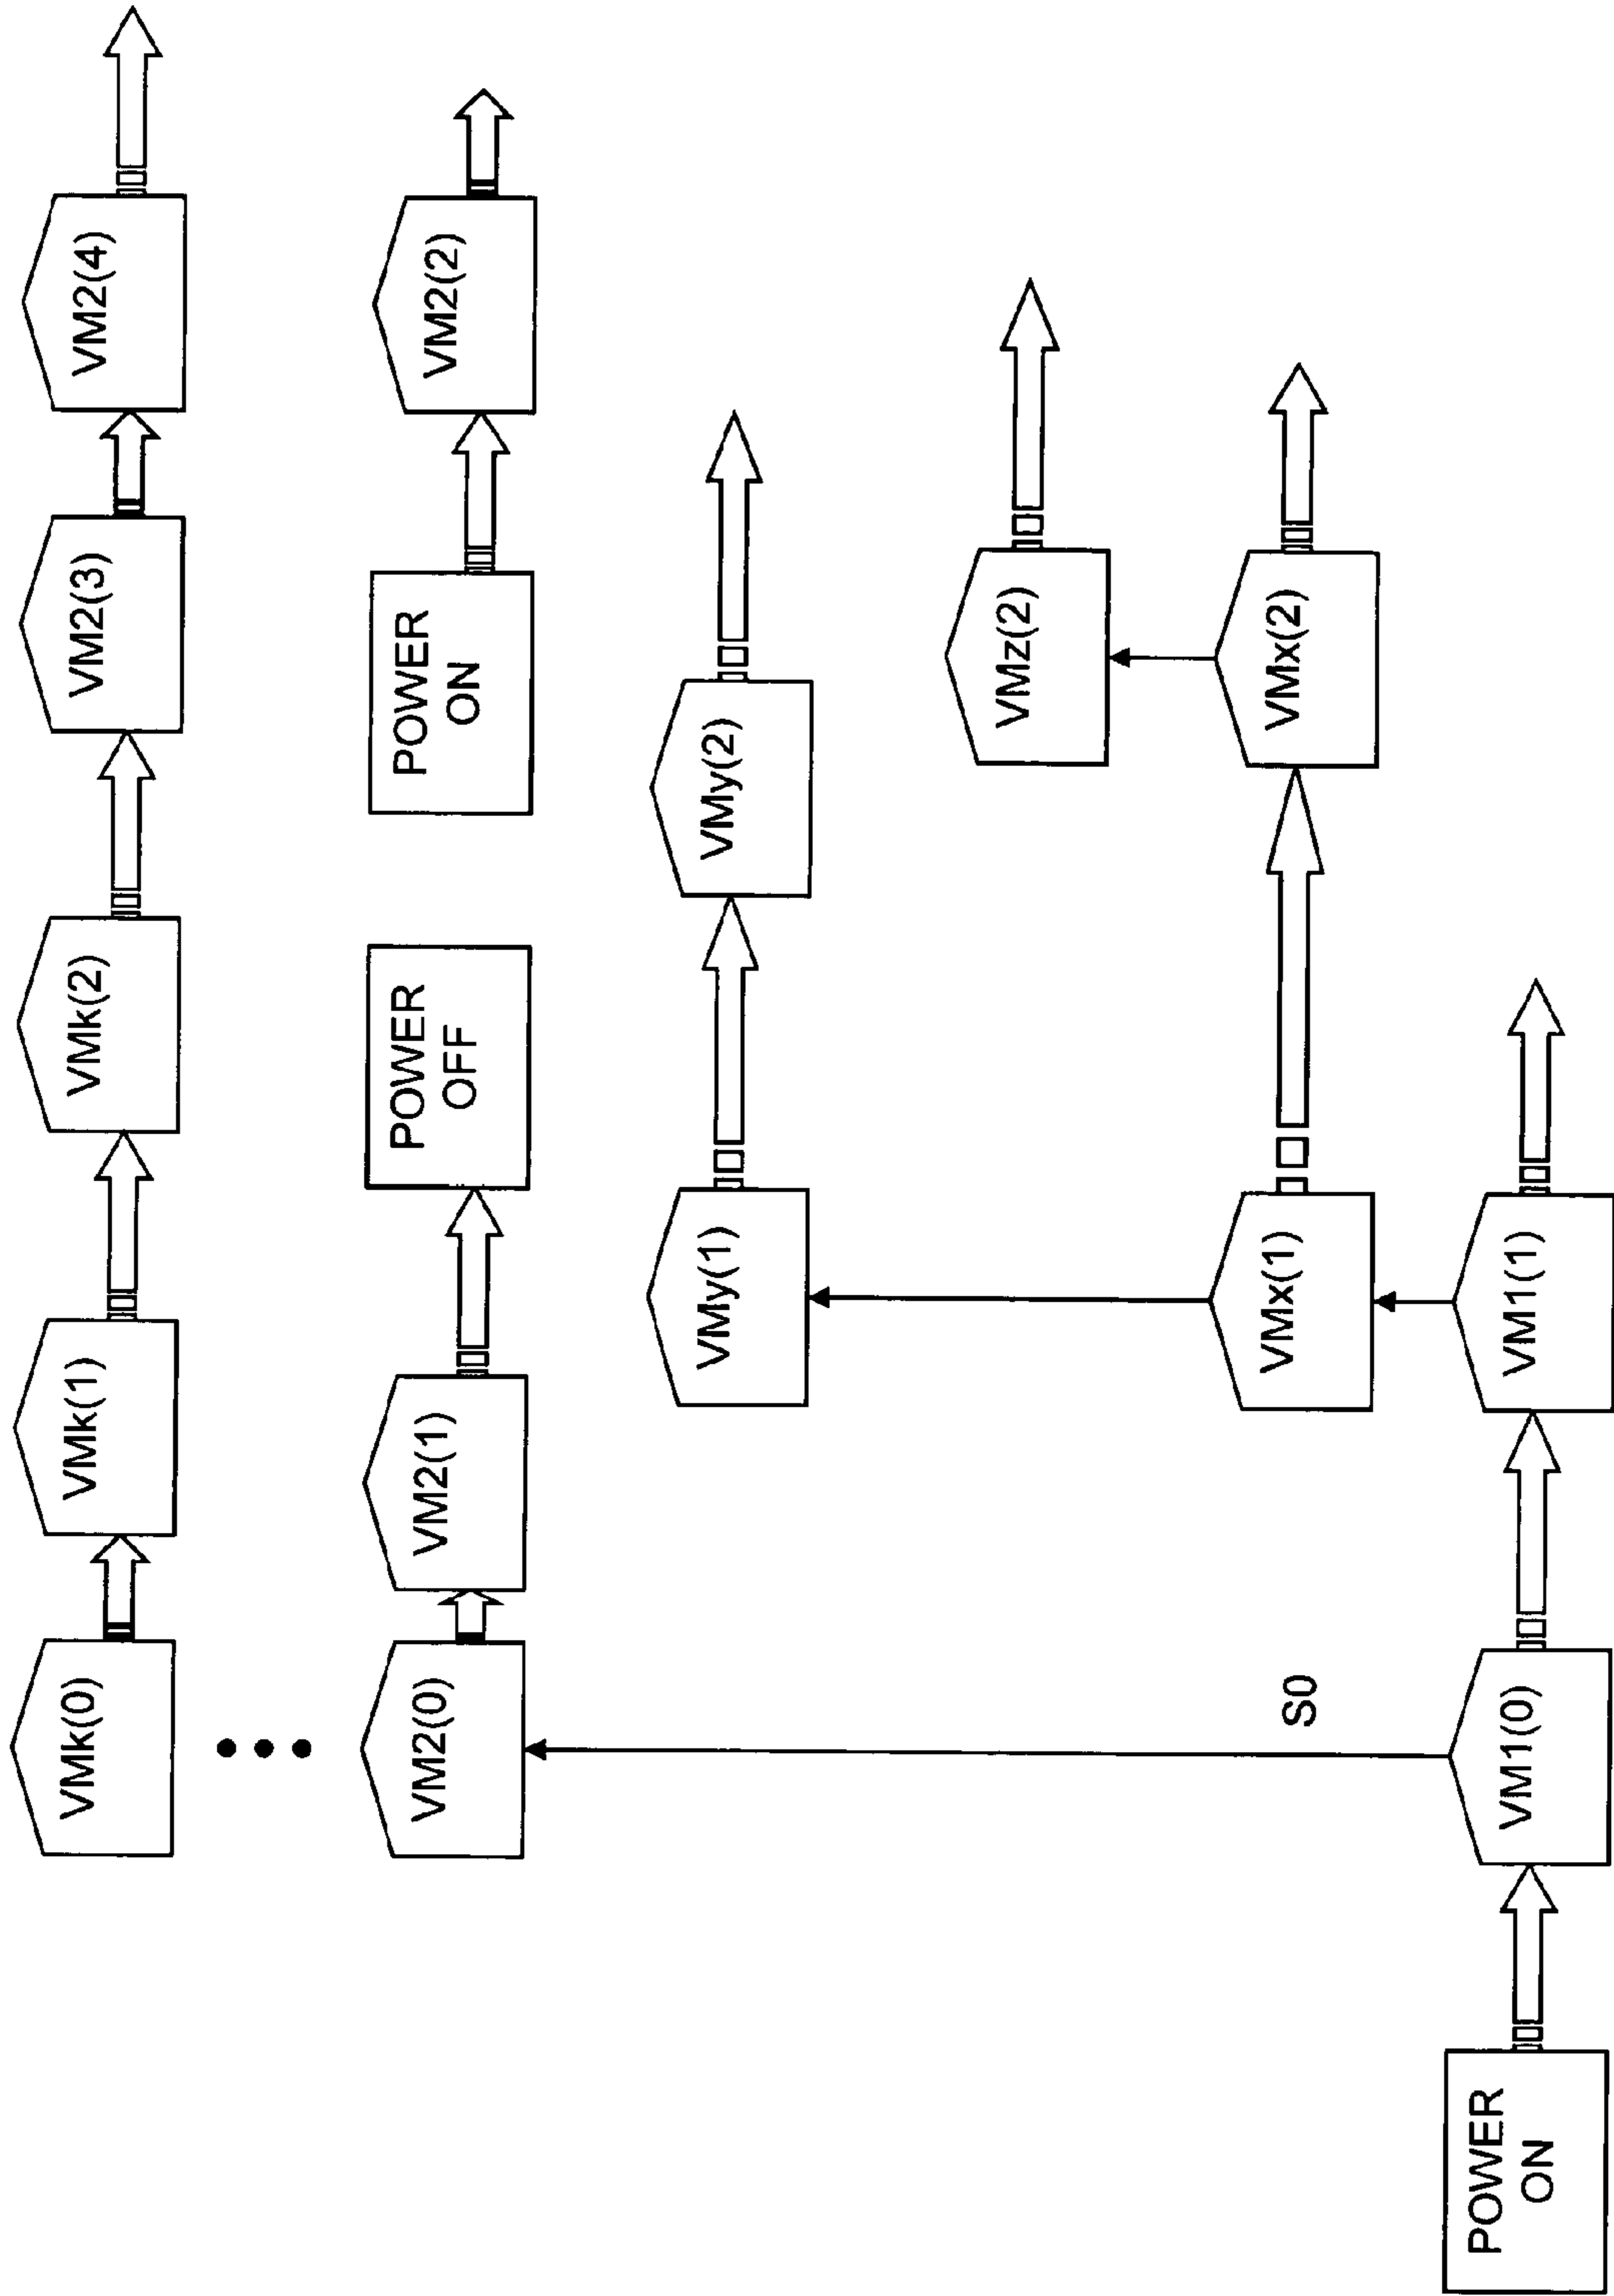 VMk(0)
VMk(1)
VMk(2)
VM2(3)
VM2(4)
VM2(0)
VM2(1)
POWER
OFF
POWER
ON
VM2(2)
VMy(1)
VMy(2)
VMz(2)
S0
VMx(1)
VMx(2)
POWER
ON
VM1(0)
VM1(1)